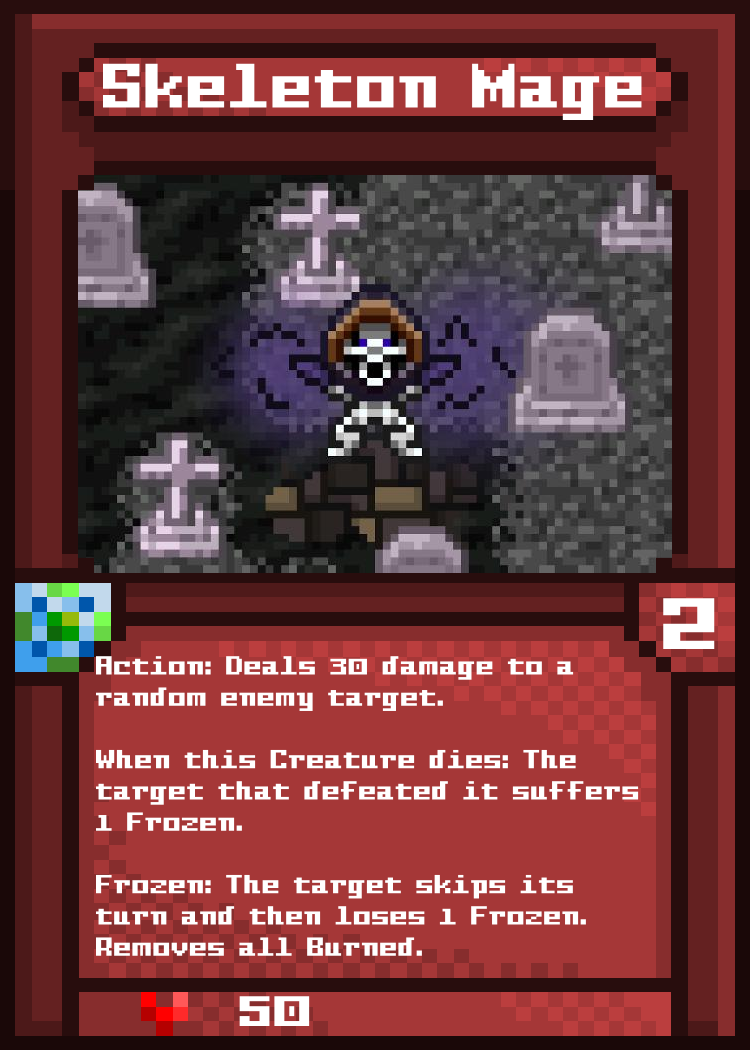 Skeleton Mage
2
Action: Deals 30 damage to a
random enemy target.
When this Creature dies: The
target that defeated it suffers
1 Frozen.
Frozen: The target skips its
turn and then loses 1 Frozen.
Removes all Burned.
50